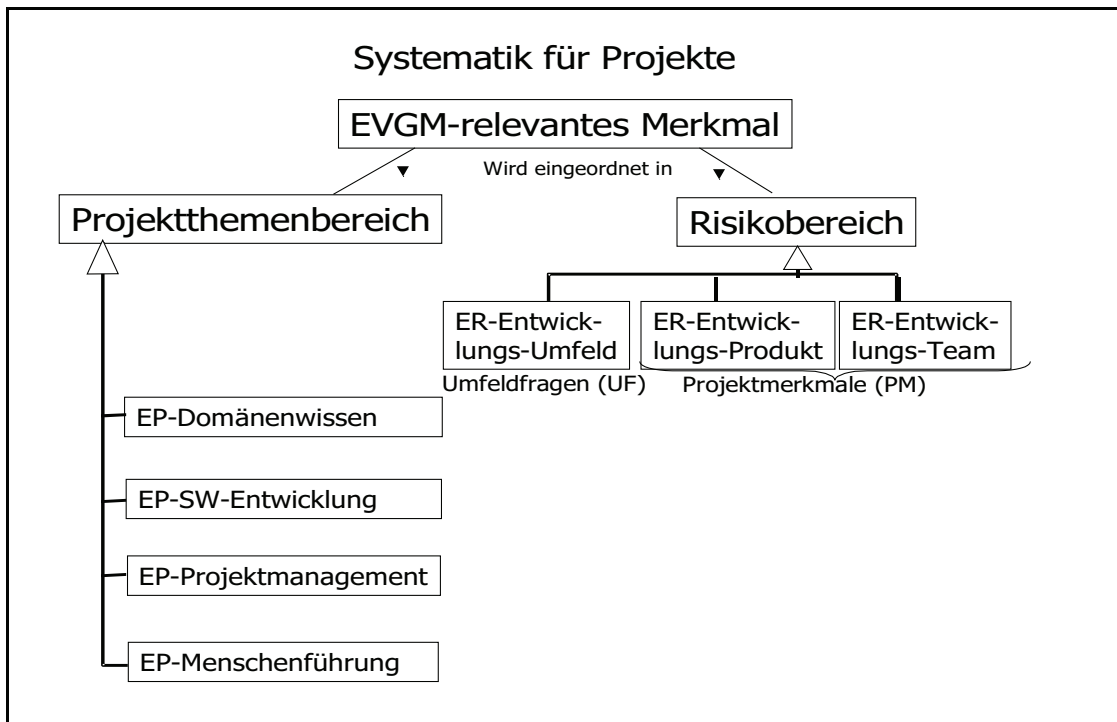 Systematik für Projekte
EVGM-relevantes Merkmal
Wird eingeordnet in
Projektthemenbereich
Risikobereich
ER-Entwick-
lungs-Umfeld
ER-Entwick-
lungs-Produkt
ER-Entwick-
lungs-Team
Umfeldfragen (UF)
Projektmerkmale (PM)
EP-Domänenwissen
EP-SW-Entwicklung
EP-Projektmanagement
EP-Menschenführung